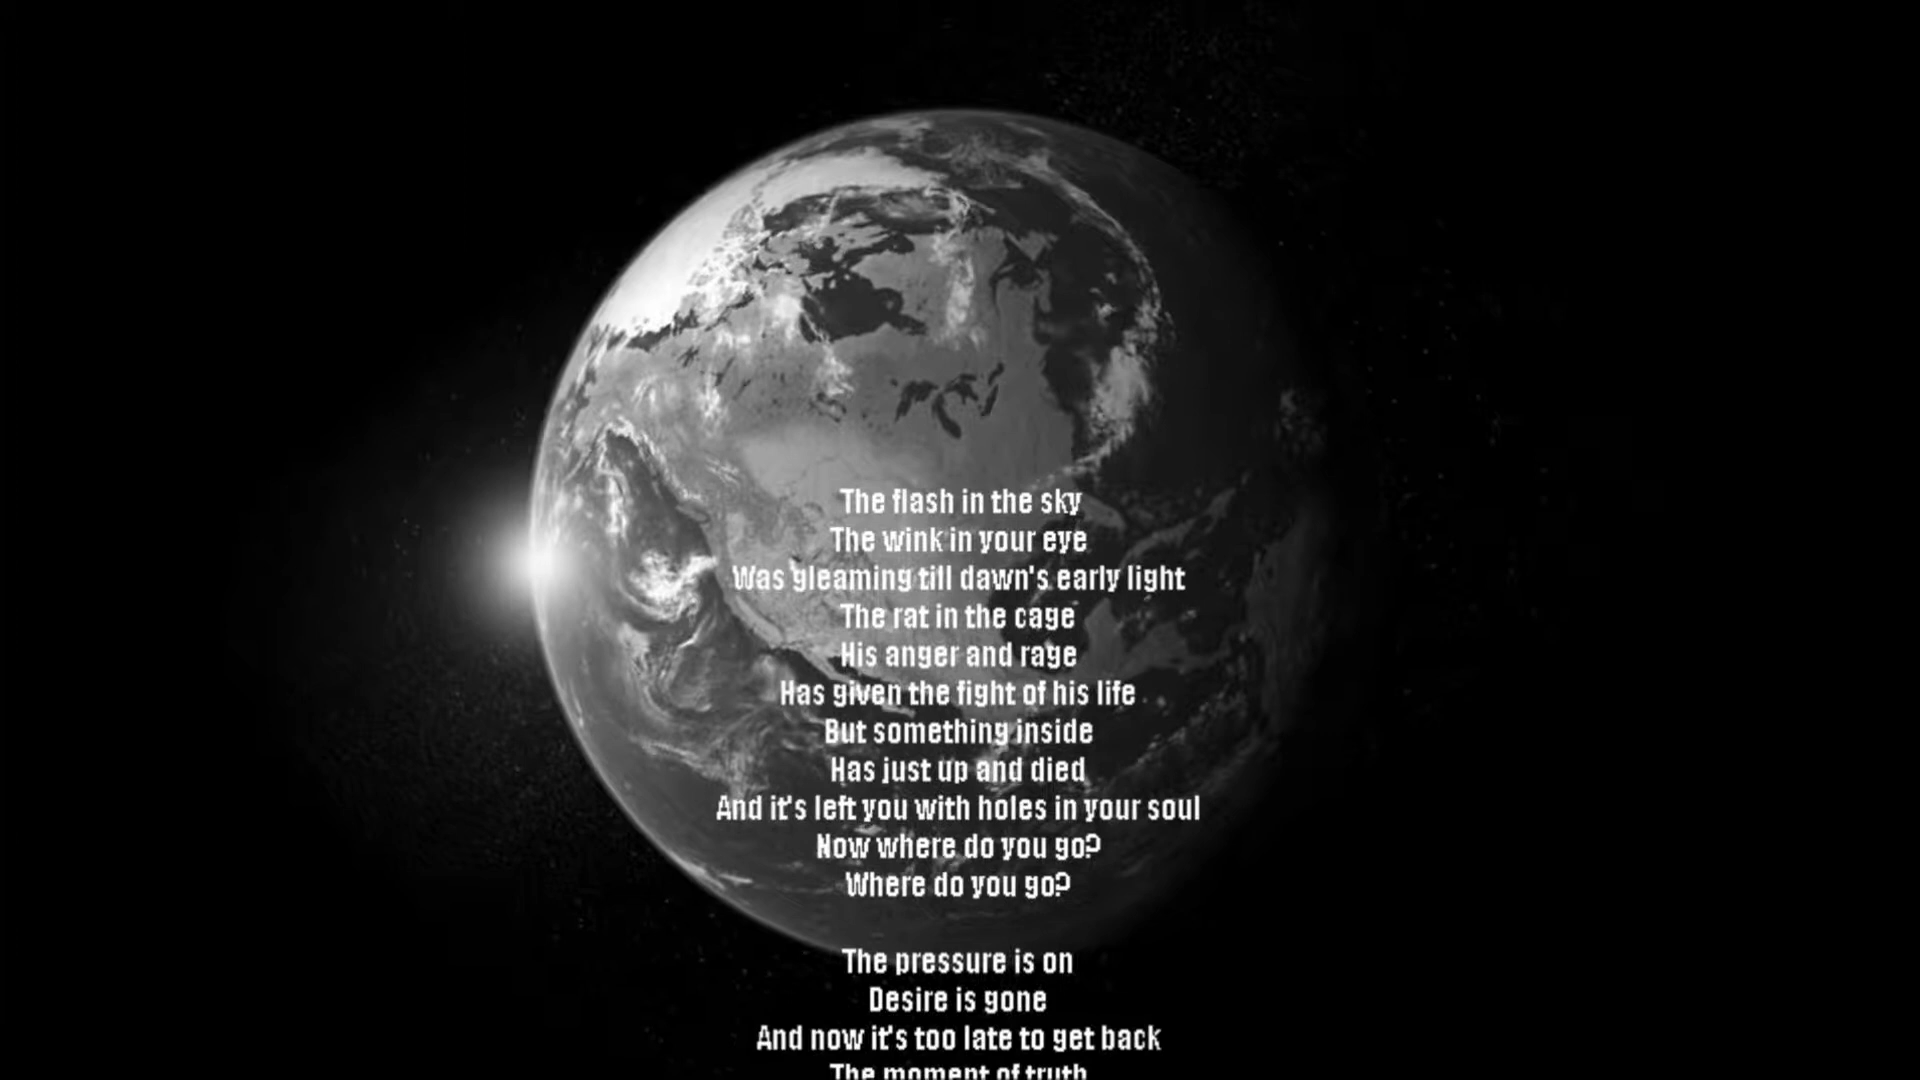 The flash in the sky
The wink in your eye
Was gleaming till dawn's early light
The rat in the cage
His anger and rage
Has given the fight of his life
But something inside
Has just up and died
And it's left you with holes in your soul
Now where do you go?
Where do you go?
The pressure is on
Desire is gone
And now it's too late to get back
The moment of truth